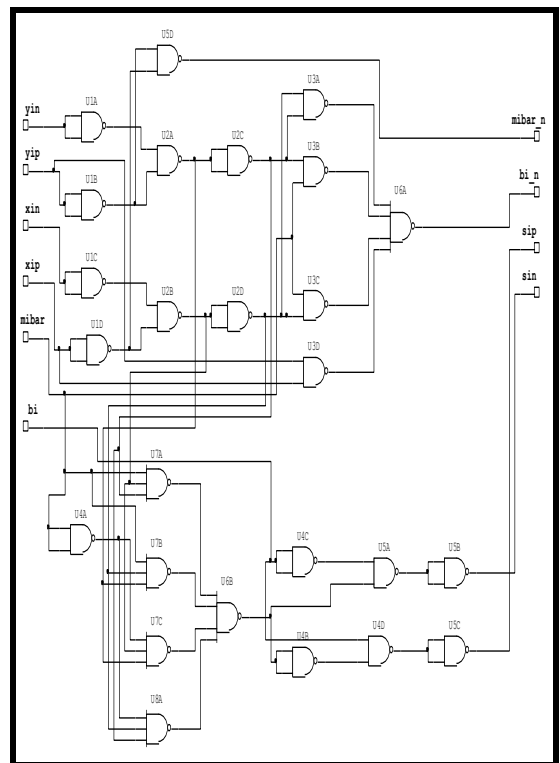 U5D
U3A
yin
U1A
mibar_n
U2A
U2C
U3B
yip
U1B
U6A
bi_n
xin
sip
U1C
xip
U2B
U2D
U3C
sin
mibar
U1D
U3D
bi
U7A
U4A
U4C
U5A
U5B
U7B
U6B
U7C
U4B
U4D
U5C
U8A